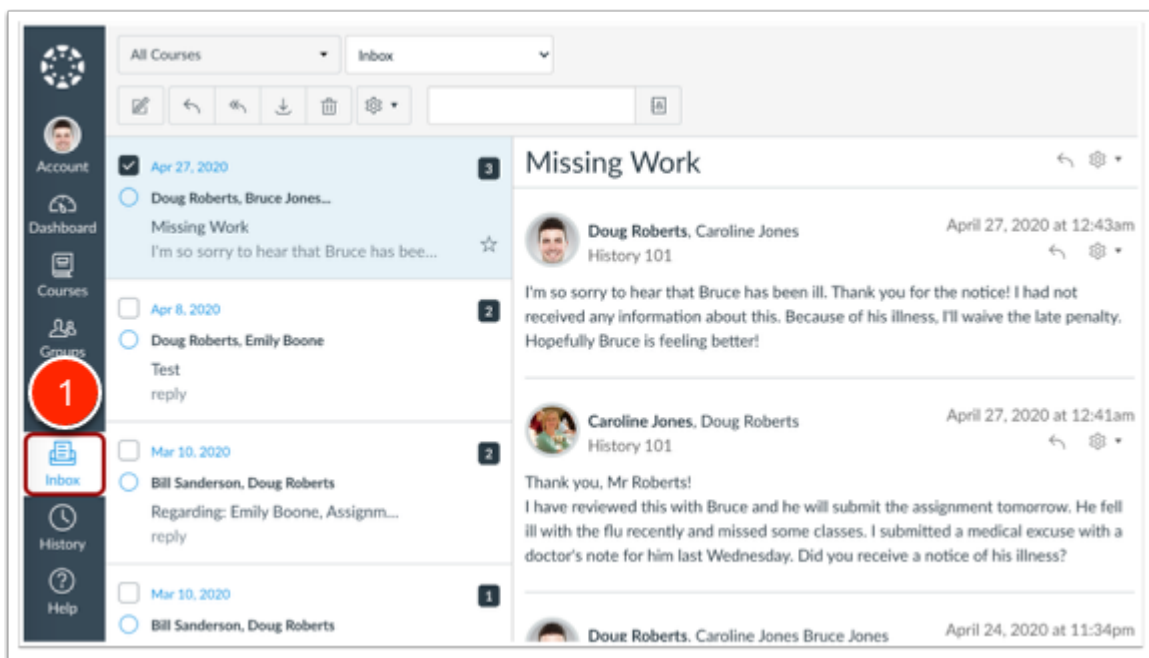 All Courses
Inbox
Account
Dashboard
Courses
Groups
1
Inbox
History
Help
Apr 27, 2020
3
Doug Roberts, Bruce Jones...
Missing Work
I'm so sorry to hear that Bruce has bee...
Apr 8, 2020
2
Doug Roberts, Emily Boone
Test
reply
Mar 10, 2020
2
Bill Sanderson, Doug Roberts
Regarding: Emily Boone, Assignm...
reply
Mar 10, 2020
1
Bill Sanderson, Doug Roberts
Missing Work
Doug Roberts, Caroline Jones
April 27, 2020 at 12:43am
History 101
I'm so sorry to hear that Bruce has been ill. Thank you for the notice! I had not
received any information about this. Because of his illness, I'll waive the late penalty.
Hopefully Bruce is feeling better!
Caroline Jones, Doug Roberts
April 27, 2020 at 12:41am
History 101
Thank you, Mr Roberts!
I have reviewed this with Bruce and he will submit the assignment tomorrow. He fell
ill with the flu recently and missed some classes. I submitted a medical excuse with a
doctor's note for him last Wednesday. Did you receive a notice of his illness?
Doug Roberts, Caroline Jones Bruce Jones
April 24, 2020 at 11:34pm